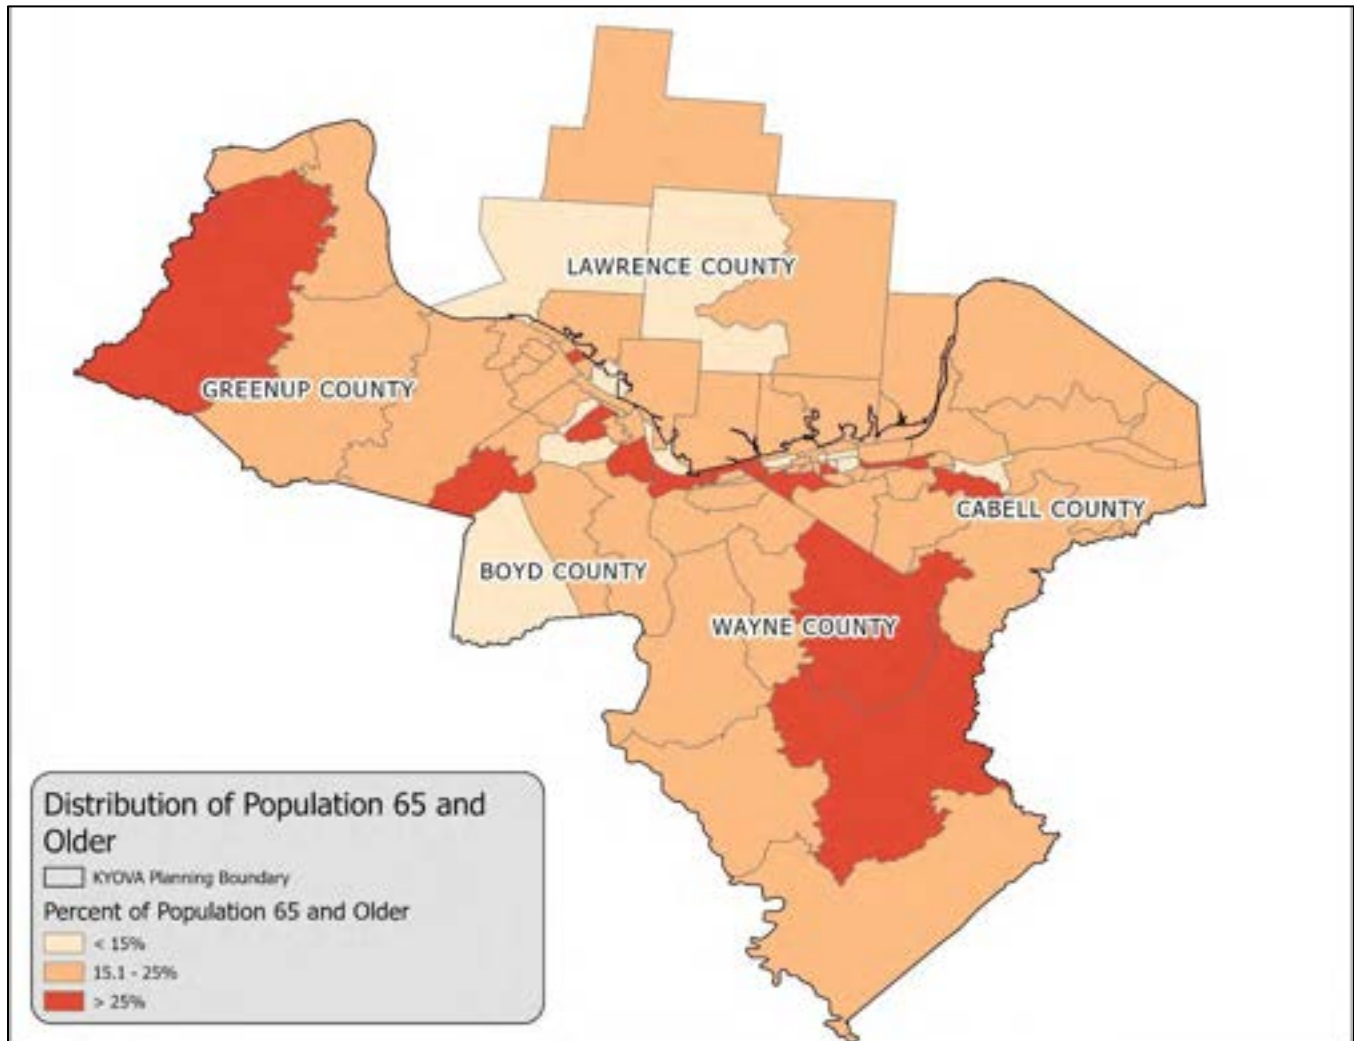 LAWRENCE COUNTY
GREENUP COUNTY
CABELL COUNTY
BOYD COUNTY
WAYNE COUNTY
Distribution of Population 65 and
Older
KYOVA Planning Boundary
Percent of Population 65 and Older
< 15%
15.1 - 25%
> 25%